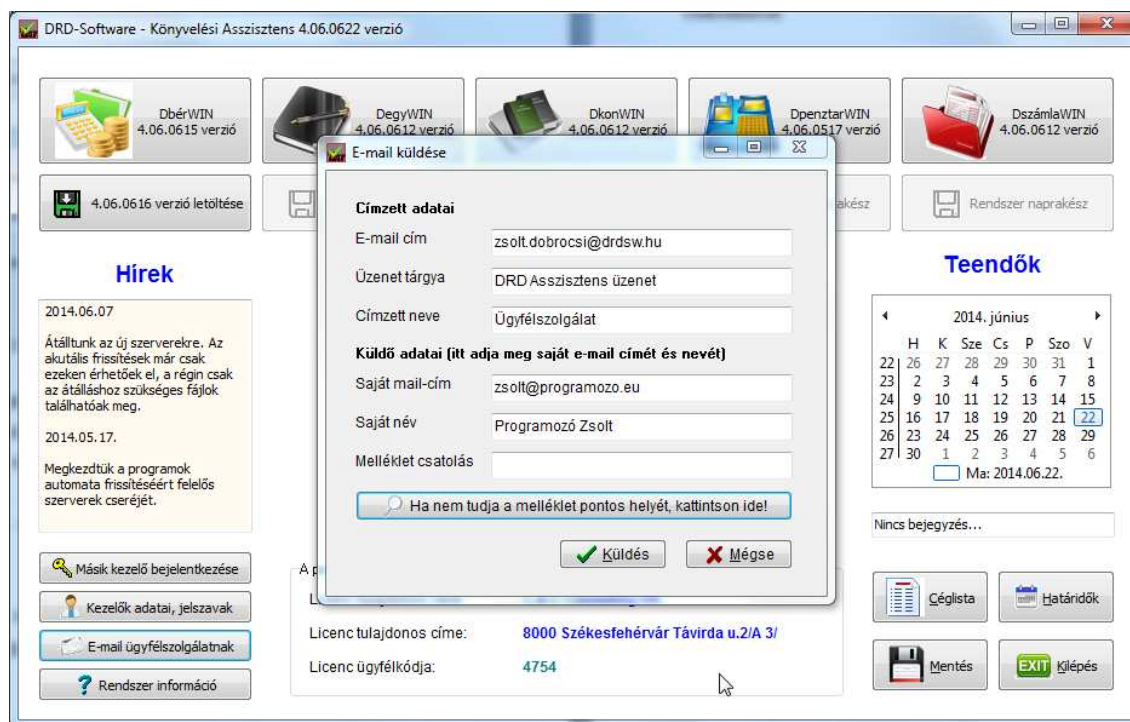 DRD-Software - Könyvelési Asszisztens 4.06.0622 verzió
DbérWIN
4.06.0615 verzió
DegyWIN
4.06.0612 verzió
DkonWIN
4.06.0612 verzió
DpenztarWIN
4.06.0517 verzió
DszámlaWIN
4.06.0612 verzió
4.06.0616 verzió letöltése
Rendszer naprakész
Hírek
2014.06.07
Átálltunk az új szerverekre. Az
akutális frissítések már csak
ezeken érhetőek el, a régin csak
az átálláshoz szükséges fájlok
találhatóak meg.
2014.05.17.
Megkezdtük a programok
automata frissítéséért felelős
szerverek cseréjét.
Másik kezelő bejelentkezése
Kezelők adatai, jelszavak
E-mail ügyfélszolgálatnak
Rendszer információ
E-mail küldése
Címzett adatai
E-mail cím
zsolt.dobrocsi@drdsw.hu
Üzenet tárgya
DRD Asszisztens üzenet
Címzett neve
Ügyfélszolgálat
Küldő adatai (itt adja meg saját e-mail címét és nevét)
Saját mail-cím
zsolt@programozo.eu
Saját név
Programozó Zsolt
Melléklet csatolás
Ha nem tudja a melléklet pontos helyét, kattintson ide!
Küldés
Mégse
Licenc tulajdonos címe:
8000 Székesfehérvár Távirda u.2/A 3/
Licenc ügyfélkódja:
4754
Teendők
2014. június
H K Sze Cs P Szo V
22 26 27 28 29 30 31 1
23 2 3 4 5 6 7 8
24 9 10 11 12 13 14 15
25 16 17 18 19 20 21 22
26 23 24 25 26 27 28 29
27 30 1 2 3 4 5 6
Ma: 2014.06.22.
Nincs bejegyzés...
Céglista
Határidők
Mentés
EXIT Kilépés